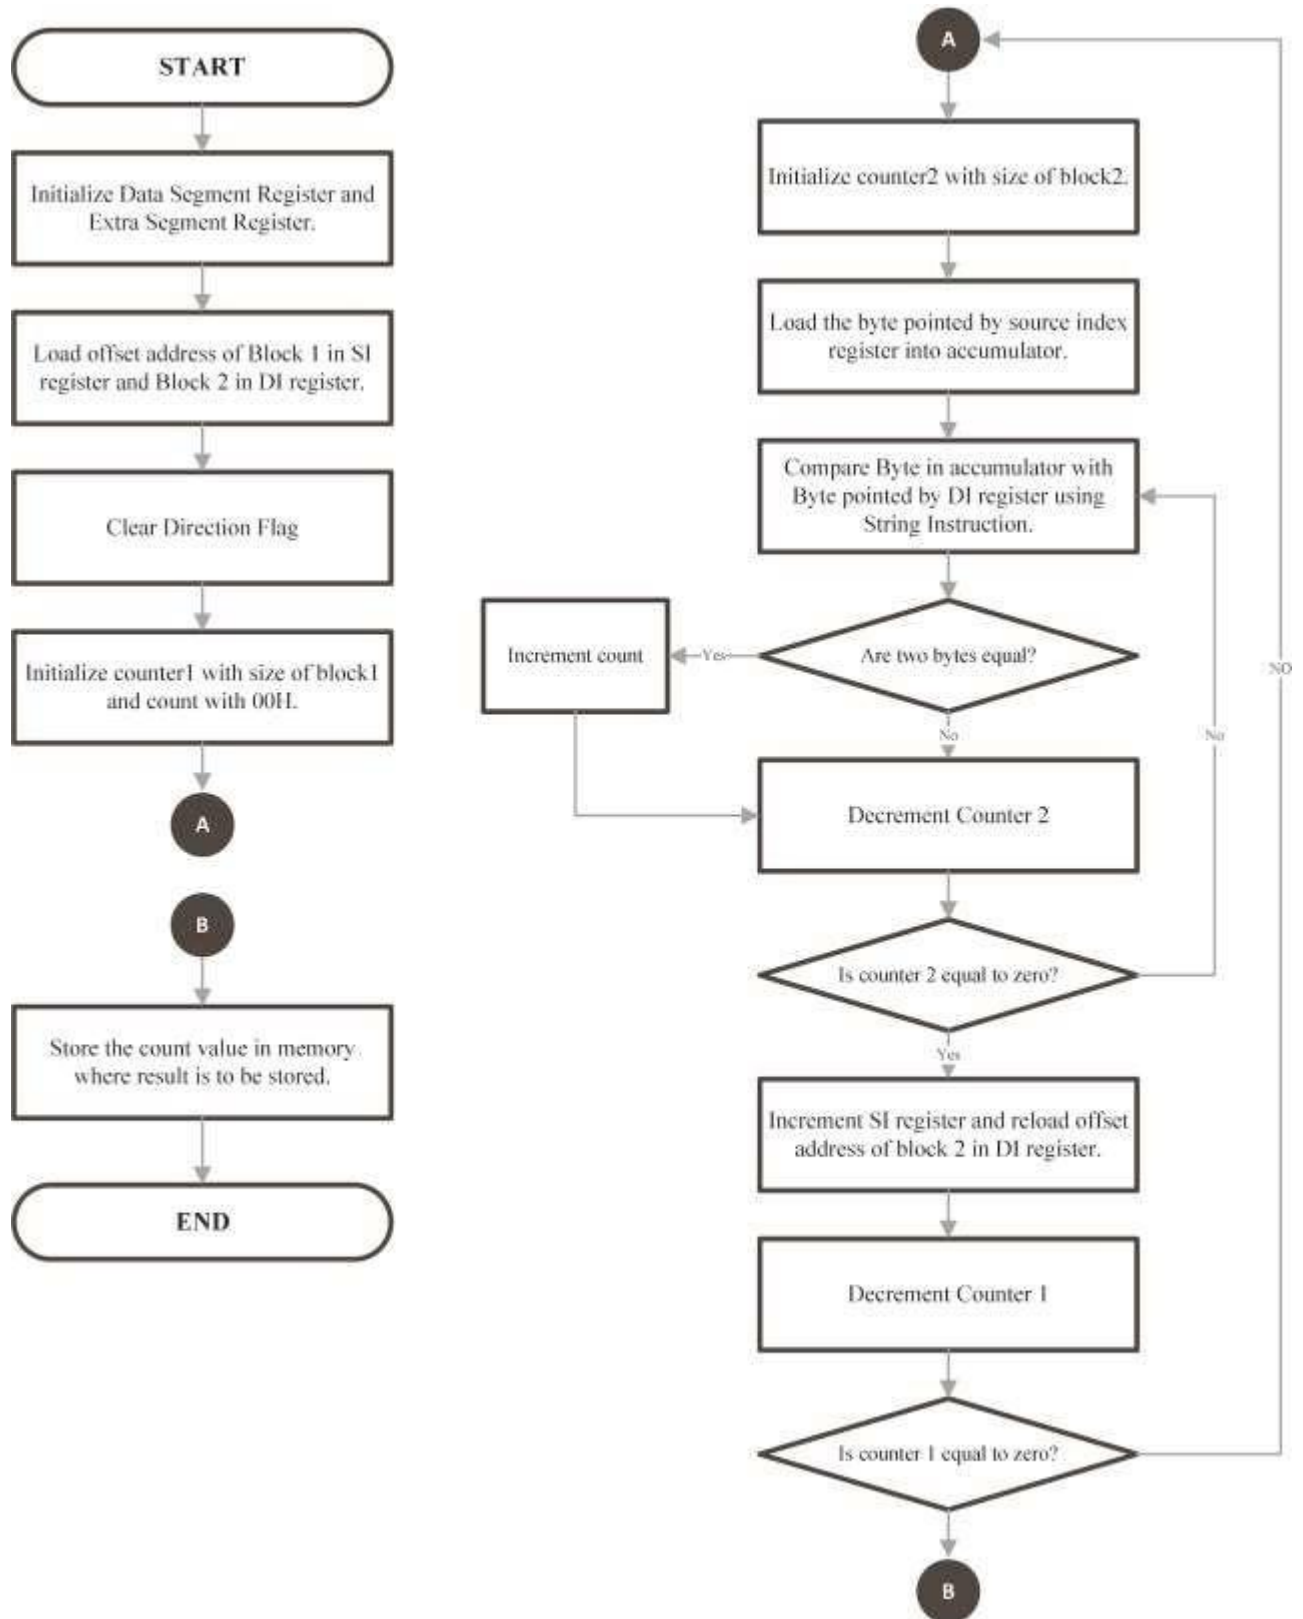 START
Initialize Data Segment Register and
Extra Segment Register.
Load offset address of Block 1 in SI
register and Block 2 in DI register.
Clear Direction Flag
Initialize counter1 with size of block1
and count with 00H.
A
B
Store the count value in memory
where result is to be stored.
END
A
Initialize counter2 with size of block2.
Load the byte pointed by source index
register into accumulator.
Compare Byte in accumulator with
Byte pointed by DI register using
String Instruction.
Increment count
Yes
Are two bytes equal?
NO
No
No
Decrement Counter 2
Is counter 2 equal to zero?
Yes
Increment SI register and reload offset
address of block 2 in DI register.
Decrement Counter 1
Is counter 1 equal to zero?
B